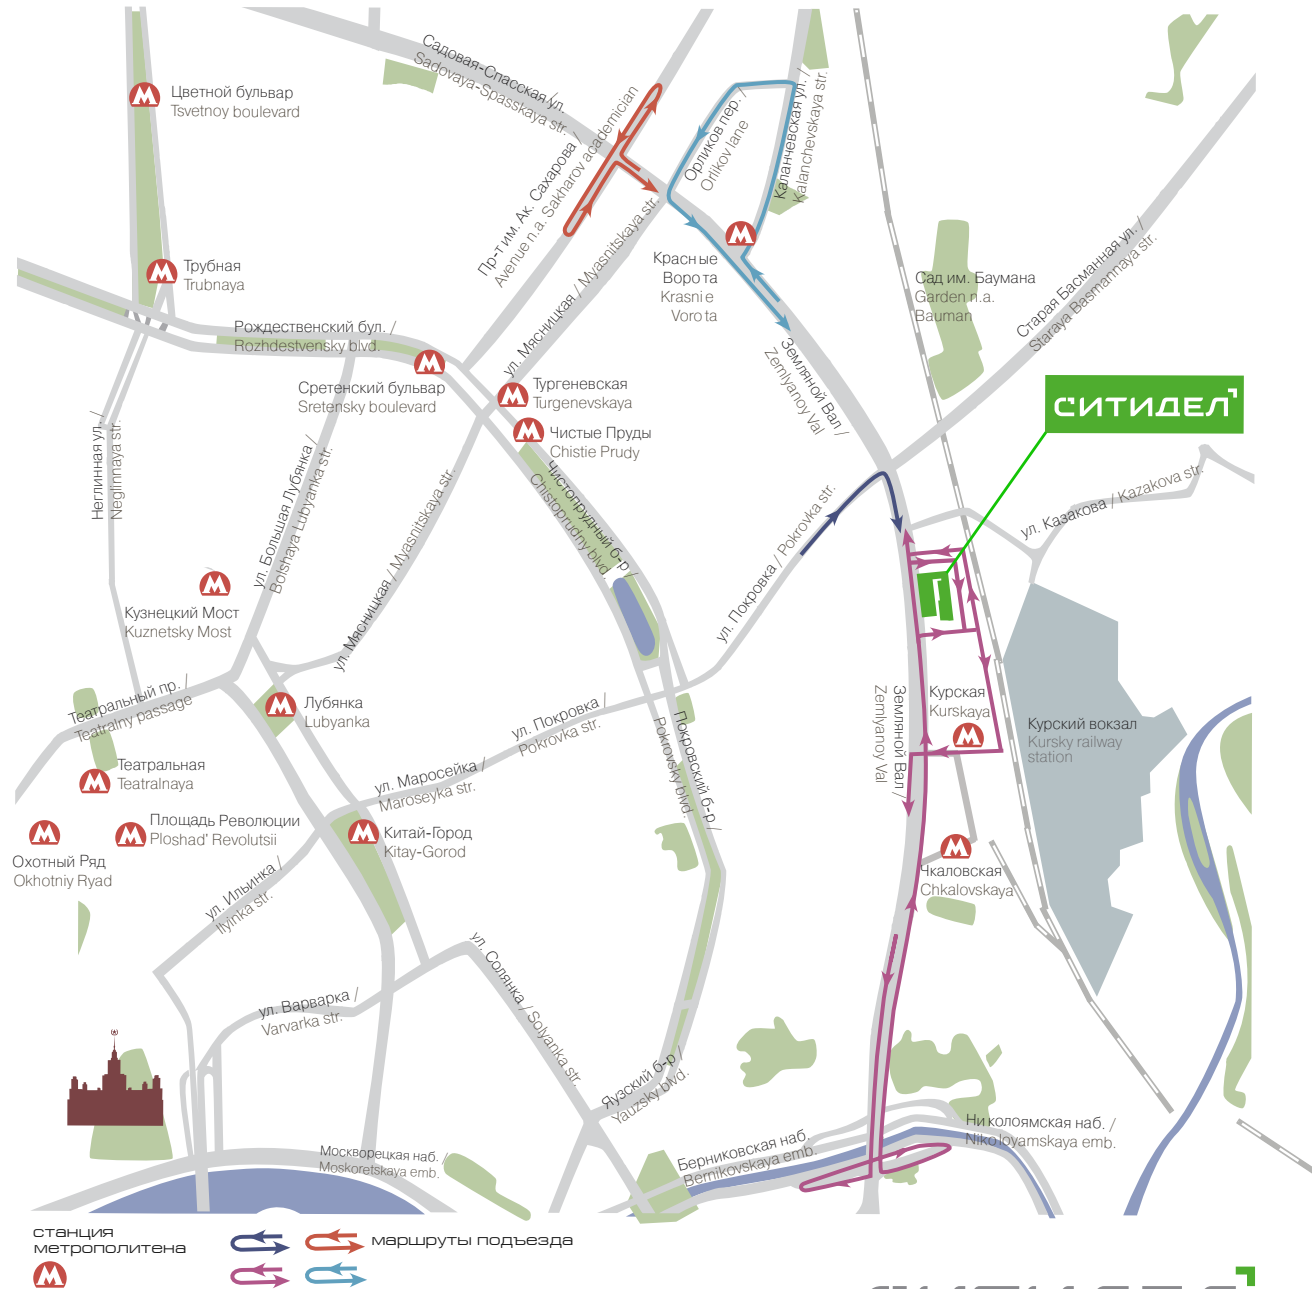 Садовая-Спасская ул.
Sadovaya-Spasskaya str.
Цветной бульвар
Tsvetnoy boulevard
Пр-т им. Ак. Сахарова /
Avenue n.a. Sakharov academician
Орликов пер. /
Orlikov lane
Каланчевская ул. /
Kalanchevskaya str.
Трубная
Trubnaya
Красные
Ворота
Krasnie
Vorota
Сад им. Баумана
Garden n.a.
Bauman
Старая Басманная ул. /
Staraya Basmannaya str.
Рождественский бул. /
Rozhdestvensky blvd.
ул. Мясницкая / Myasnitskaya str.
Земляной Вал /
Zemlyanoy Val
Сретенский бульвар
Sretensky boulevard
Тургеневская
Turgenevskaya
СИТИДЕЛ
Чистые Пруды
Chistie Prudy
Неглинная ул. /
Neglinnaya str.
ул. Большая Лубянка /
Bolshaya Lubyanka str.
Чистопрудный б-р /
Chistoprudny blvd.
ул. Мясницкая / Myasnitskaya str.
ул. Покровка / Pokrovka str.
ул. Казакова / Kazakova str.
Кузнецкий Мост
Kuznetsky Most
Театральный пр. /
Teatralny passage
Лубянка
Lubyanka
ул. Покровка /
Pokrovka str.
Покровский б-р /
Pokrovsky blvd.
Земляной Вал /
Zemlyanoy Val
Курская
Kurskaya
Курский вокзал
Kursky railway
station
Театральная
Teatralnaya
ул. Маросейка /
Maroseyka str.
Площадь Революции
Ploshad' Revolutsii
Китай-Город
Kitay-Gorod
Охотный Ряд
Okhotniy Ryad
Чкаловская
Chkalovskaya
ул. Ильинка /
Ilyinka str.
ул. Солянка / Solyanka str.
ул. Варварка /
Varvarka str.
Яузский б-р /
Yauzsky blvd.
Николоямская наб. /
Nikoloyamskaya emb.
Берниковская наб.
Bernikovskaya emb.
Москворецкая наб. /
Moskoretskaya emb.
станция
метрополитена
маршруты подъезда